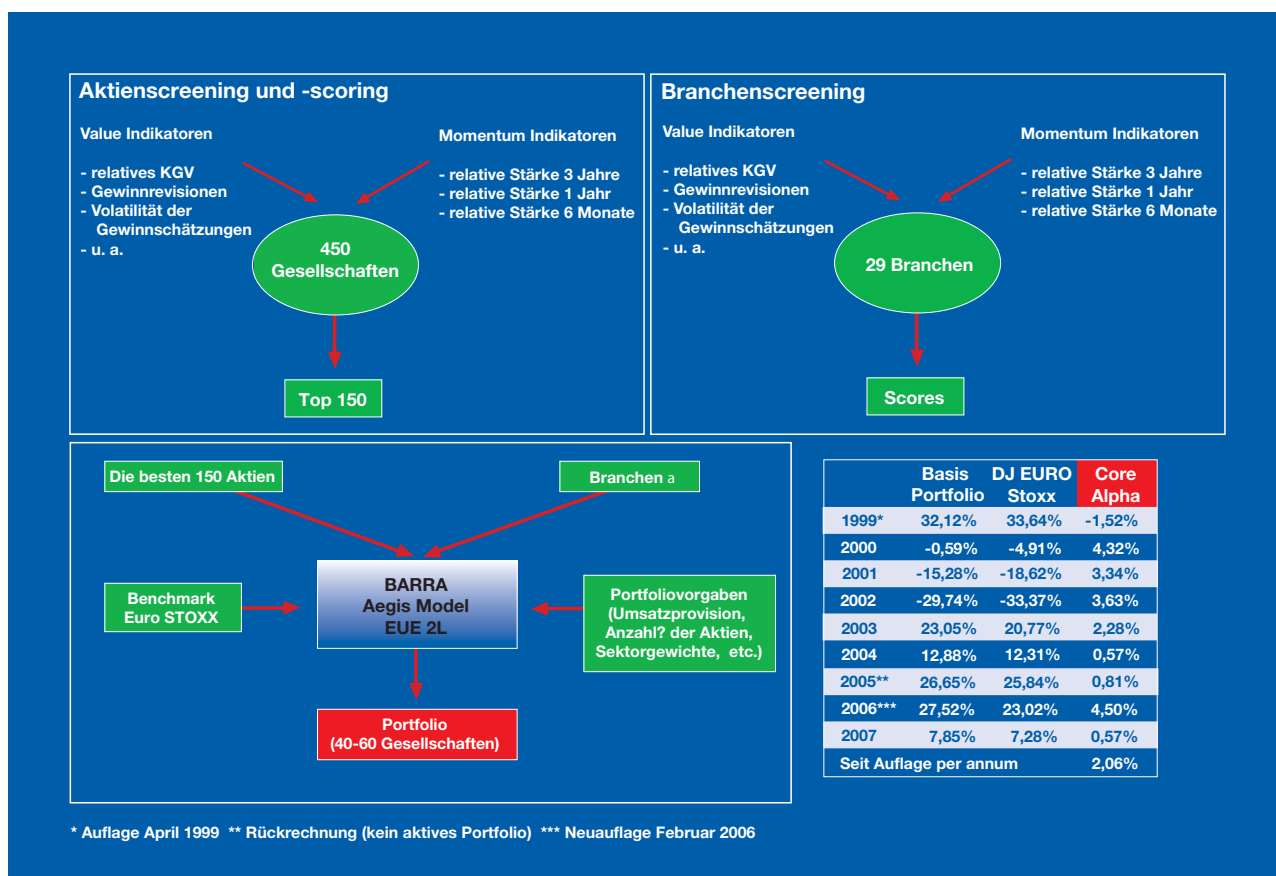 Aktienscreening und -scoring
Value Indikatoren
- relatives KGV
- Gewinnrevisionen
- Volatilität der
Gewinnschätzungen
- u. a.
Momentum Indikatoren
- relative Stärke 3 Jahre
- relative Stärke 1 Jahr
- relative Stärke 6 Monate
450
Gesellschaften
Top 150
Branchenscreening
Value Indikatoren
- relatives KGV
- Gewinnrevisionen
- Volatilität der
Gewinnschätzungen
- u. a.
Momentum Indikatoren
- relative Stärke 3 Jahre
- relative Stärke 1 Jahr
- relative Stärke 6 Monate
29 Branchen
Scores
Die besten 150 Aktien
Branchen a
Benchmark
Euro STOXX
BARRA
Aegis Model
EUE 2L
Portfoliovorgaben
(Umsatzprovision,
Anzahl? der Aktien,
Sektorgewichte, etc.)
Portfolio
(40-60 Gesellschaften)
Basis DJ EURO Core
Portfolio Stoxx Alpha
1999* 32,12% 33,64% -1,52%
2000 -0,59% -4,91% 4,32%
2001 -15,28% -18,62% 3,34%
2002 -29,74% -33,37% 3,63%
2003 23,05% 20,77% 2,28%
2004 12,88% 12,31% 0,57%
2005** 26,65% 25,84% 0,81%
2006*** 27,52% 23,02% 4,50%
2007 7,85% 7,28% 0,57%
Seit Auflage per annum 2,06%
* Auflage April 1999 ** Rückrechnung (kein aktives Portfolio) *** Neuauflage Februar 2006